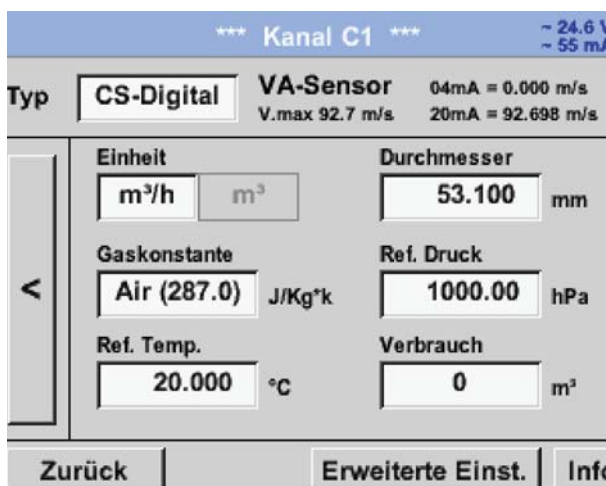 *** Kanal C1 ***
~ 24.6 V
~ 55 mA
Typ
CS-Digital
VA-Sensor
V.max 92.7 m/s
04mA = 0.000 m/s
20mA = 92.698 m/s
Einheit
m³/h
m³
Durchmesser
53.100 mm
Gaskonstante
Air (287.0) J/Kg*k
Ref. Druck
1000.00 hPa
<
Ref. Temp.
20.000 °C
Verbrauch
0 m³
Zurück
Erweiterte Einst.
Info